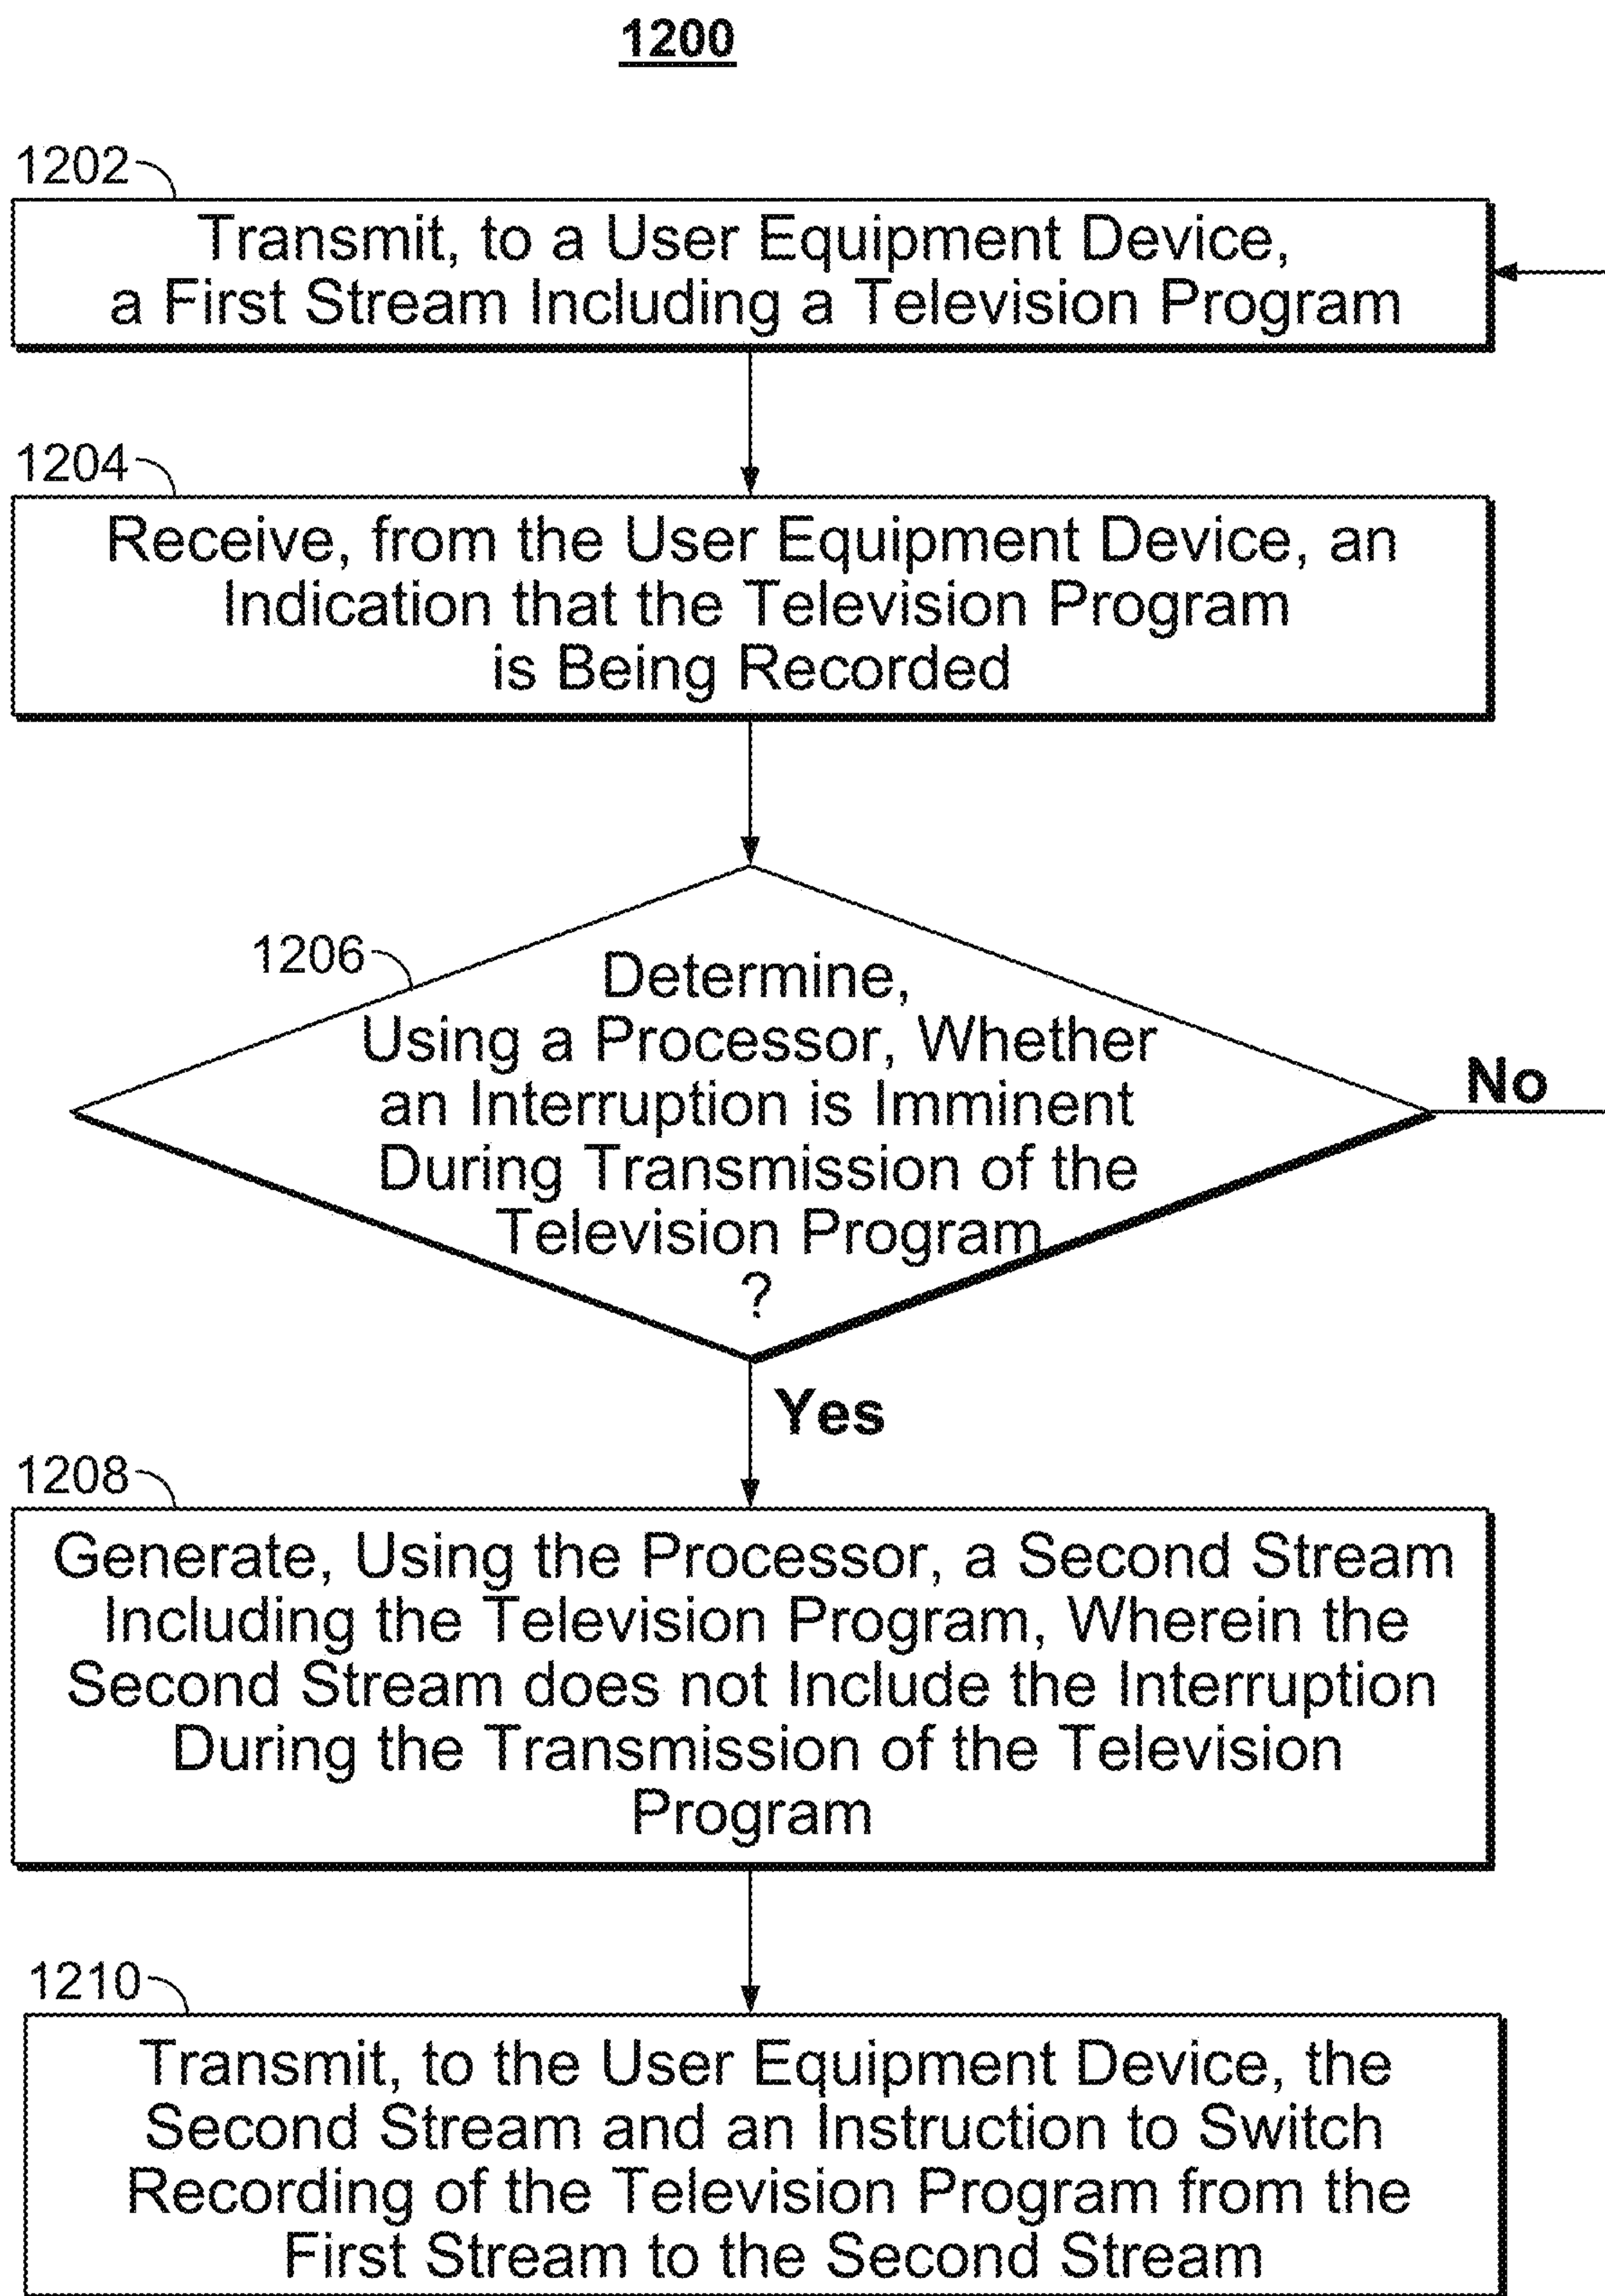 1200
1202
Transmit, to a User Equipment Device,
a First Stream Including a Television Program
1204
Receive, from the User Equipment Device, an
Indication that the Television Program
is Being Recorded
1206
Determine,
Using a Processor, Whether
an Interruption is Imminent
During Transmission of the
Television Program
?
No
Yes
1208
Generate, Using the Processor, a Second Stream
Including the Television Program, Wherein the
Second Stream does not Include the Interruption
During the Transmission of the Television
Program
1210
Transmit, to the User Equipment Device, the
Second Stream and an Instruction to Switch
Recording of the Television Program from the
First Stream to the Second Stream